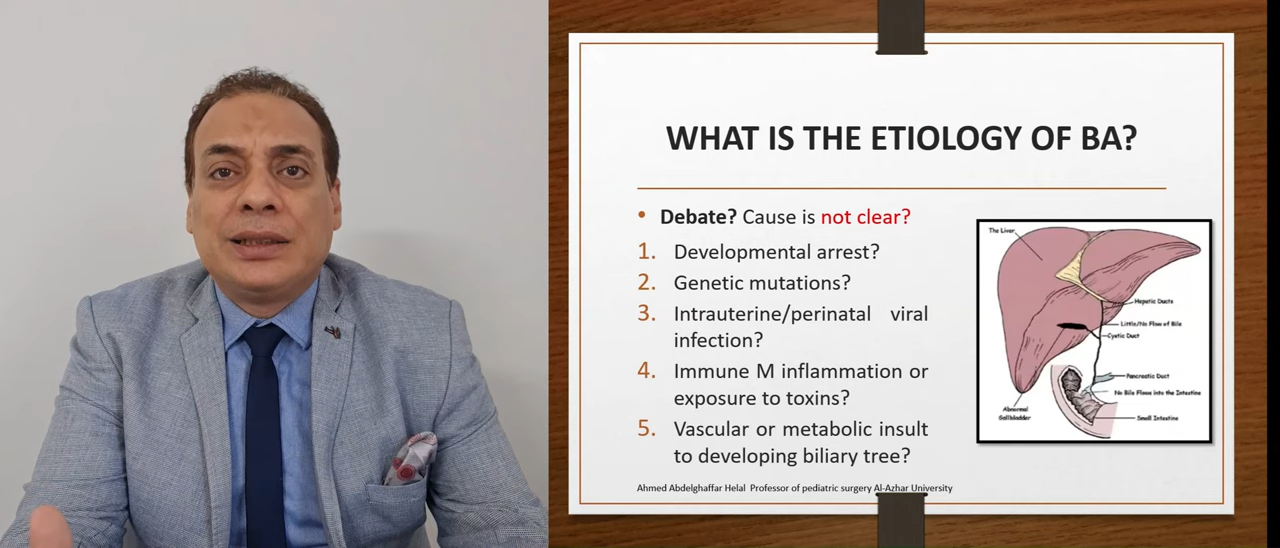 WHAT IS THE ETIOLOGY OF BA?
• Debate? Cause is not clear?
1. Developmental arrest?
2. Genetic mutations?
3. Intrauterine/perinatal viral
infection?
4. Immune M inflammation or
exposure to toxins?
5. Vascular or metabolic insult
to developing biliary tree?
The Liver
Hepatic Ducts
Little/No Flow of Bile
Cystic Duct
Pancreatic Duct
No Bile Flows into the Intestine
Abnormal
Gallbladder
Small Intestine
Ahmed Abdelghaffar Helal Professor of pediatric surgery Al-Azhar University